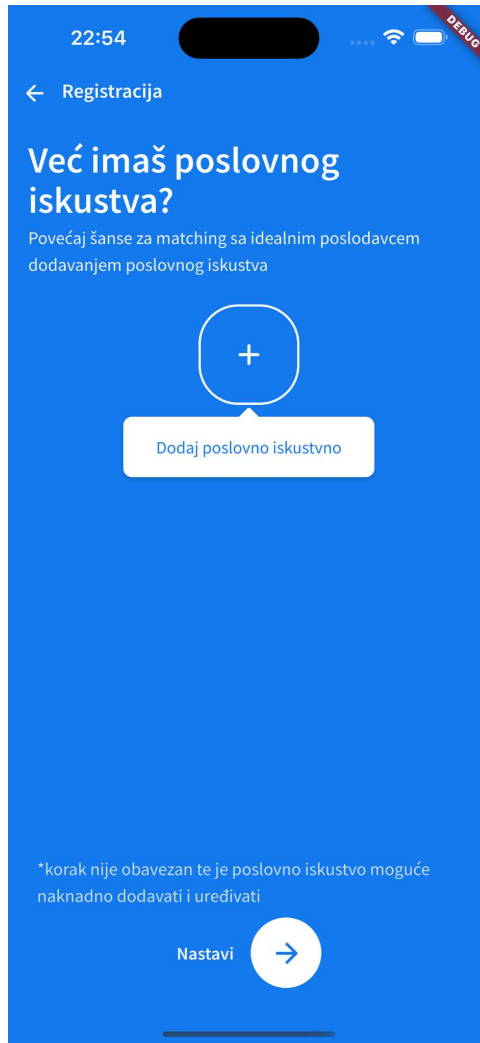 22:54
DEBUG
Registracija
Već imaš poslovnog
iskustva?
Povećaj šanse za matching sa idealnim poslodavcem
dodavanjem poslovnog iskustva
Dodaj poslovno iskustvno
*korak nije obavezan te je poslovno iskustvo moguće
naknadno dodavati i uređivati
Nastavi